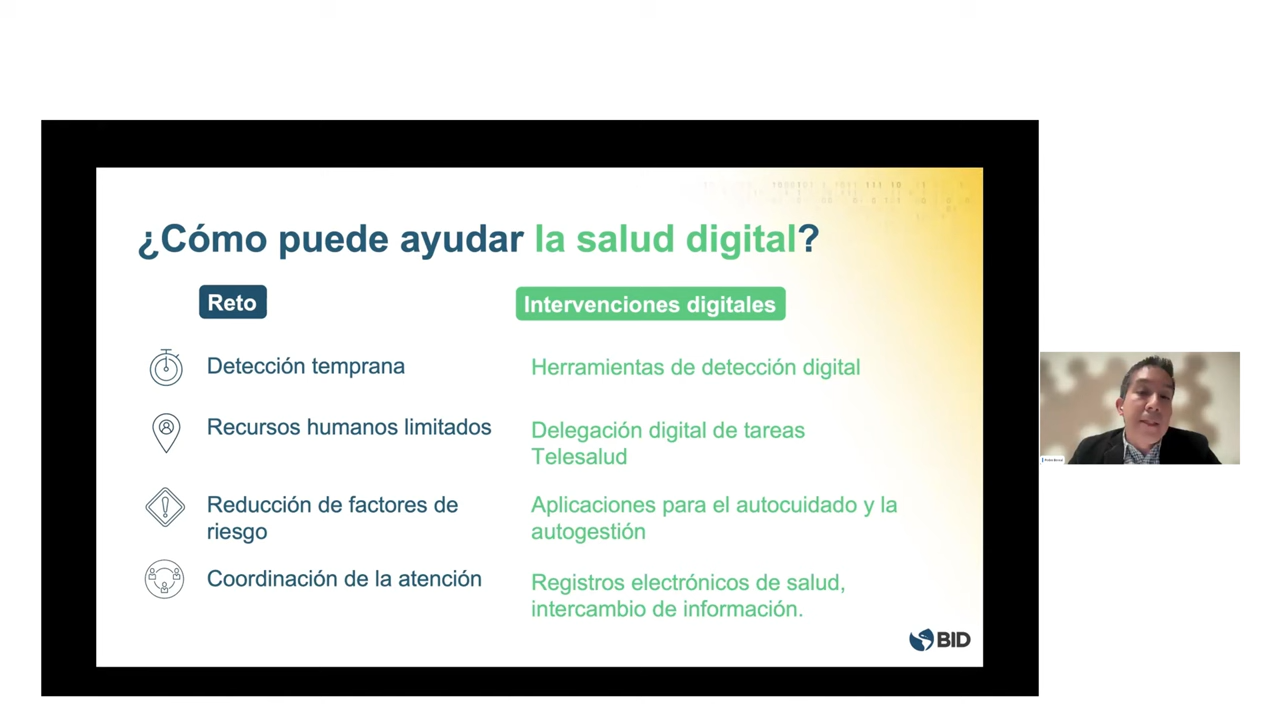 ¿Cómo puede ayudar la salud digital?
Reto
Intervenciones digitales
Detección temprana
Herramientas de detección digital
Recursos humanos limitados
Delegación digital de tareas
Telesalud
Reducción de factores de
riesgo
Aplicaciones para el autocuidado y la
autogestión
Coordinación de la atención
Registros electrónicos de salud,
intercambio de información.
BID